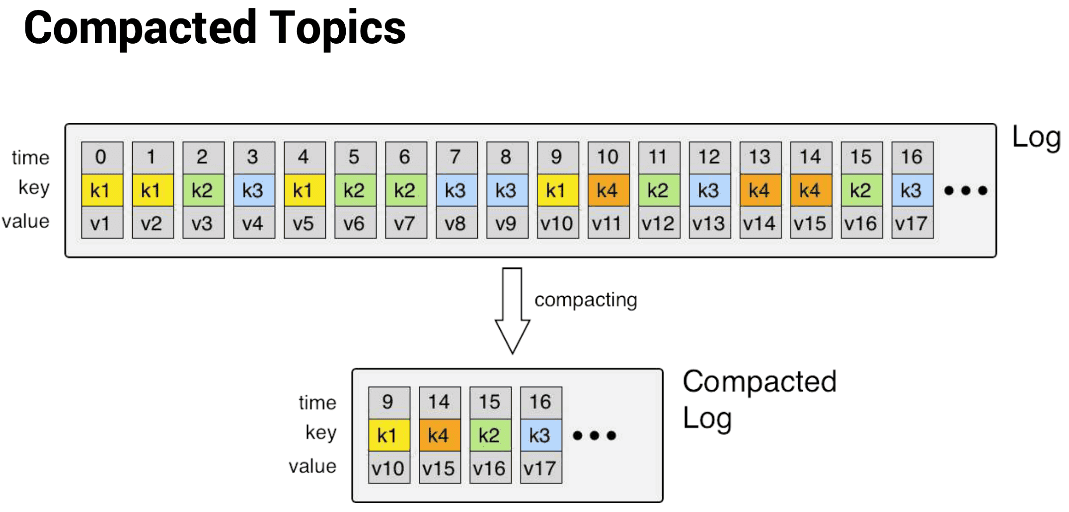 Compacted Topics
Log
time 0 1 2 3 4 5 6 7 8 9 10 11 12 13 14 15 16
key k1 k1 k2 k3 k1 k2 k2 k3 k3 k1 k4 k2 k3 k4 k4 k2 k3 •••
value v1 v2 v3 v4 v5 v6 v7 v8 v9 v10 v11 v12 v13 v14 v15 v16 v17
compacting
Compacted
Log
time 9 14 15 16
key k1 k4 k2 k3 •••
value v10 v15 v16 v17